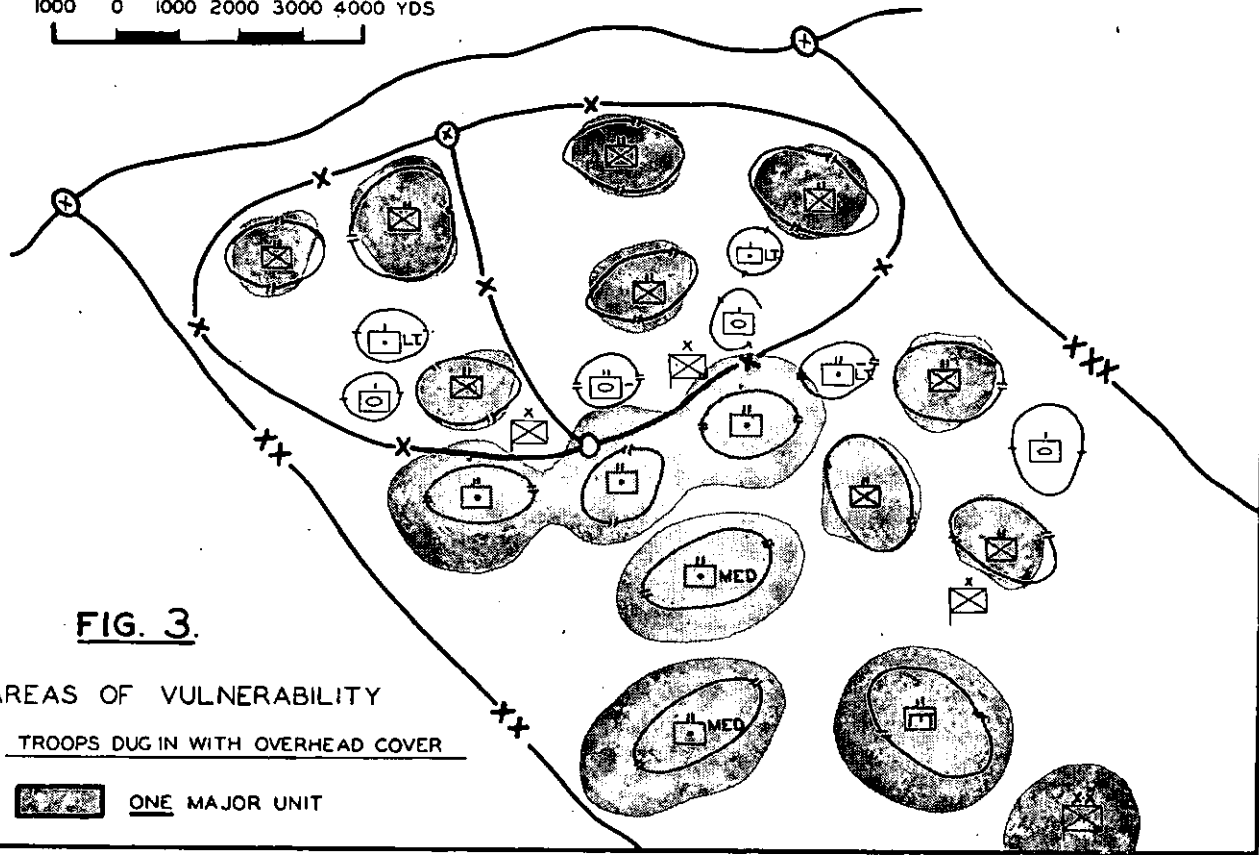 1000 0 1000 2000 3000 4000 YDS
LT
LT
LT
MED
MED
FIG. 3.
AREAS OF VULNERABILITY
TROOPS DUG IN WITH OVERHEAD COVER
ONE MAJOR UNIT